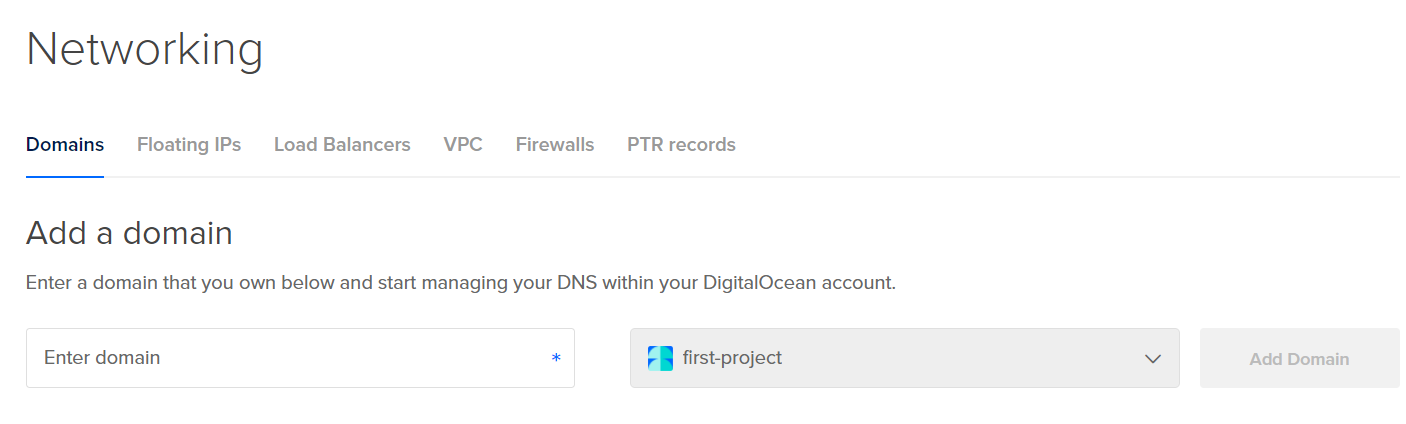 Networking
Domains Floating IPs Load Balancers VPC Firewalls PTR records
Add a domain
Enter a domain that you own below and start managing your DNS within your DigitalOcean account.
Enter domain * first-project Add Domain